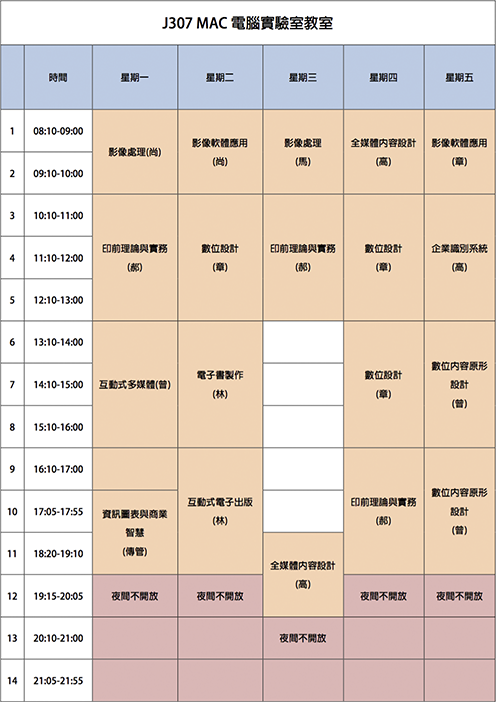 J307 MAC 電腦實驗室教室
時間 星期一 星期二 星期三 星期四 星期五
1 08:10-09:00
影像處理(尚)
影像軟體應用
(尚)
影像處理
(馬)
全媒體內容設計
(高)
影像軟體應用
(章)
2 09:10-10:00
3 10:10-11:00
印前理論與實務
(郝)
數位設計
(章)
印前理論與實務
(郝)
數位設計
(章)
企業識別系統
(高)
4 11:10-12:00
5 12:10-13:00
6 13:10-14:00
互動式多媒體(曾)
電子書製作
(林)
數位設計
(章)
數位內容原形
設計
(曾)
7 14:10-15:00
8 15:10-16:00
9 16:10-17:00
互動式電子出版
(林)
印前理論與實務
(郝)
數位內容原形
設計
(曾)
10 17:05-17:55
資訊圖表與商業
智慧
(傳管)
11 18:20-19:10
全媒體內容設計
(高)
12 19:15-20:05 夜間不開放 夜間不開放 夜間不開放 夜間不開放
13 20:10-21:00 夜間不開放
14 21:05-21:55